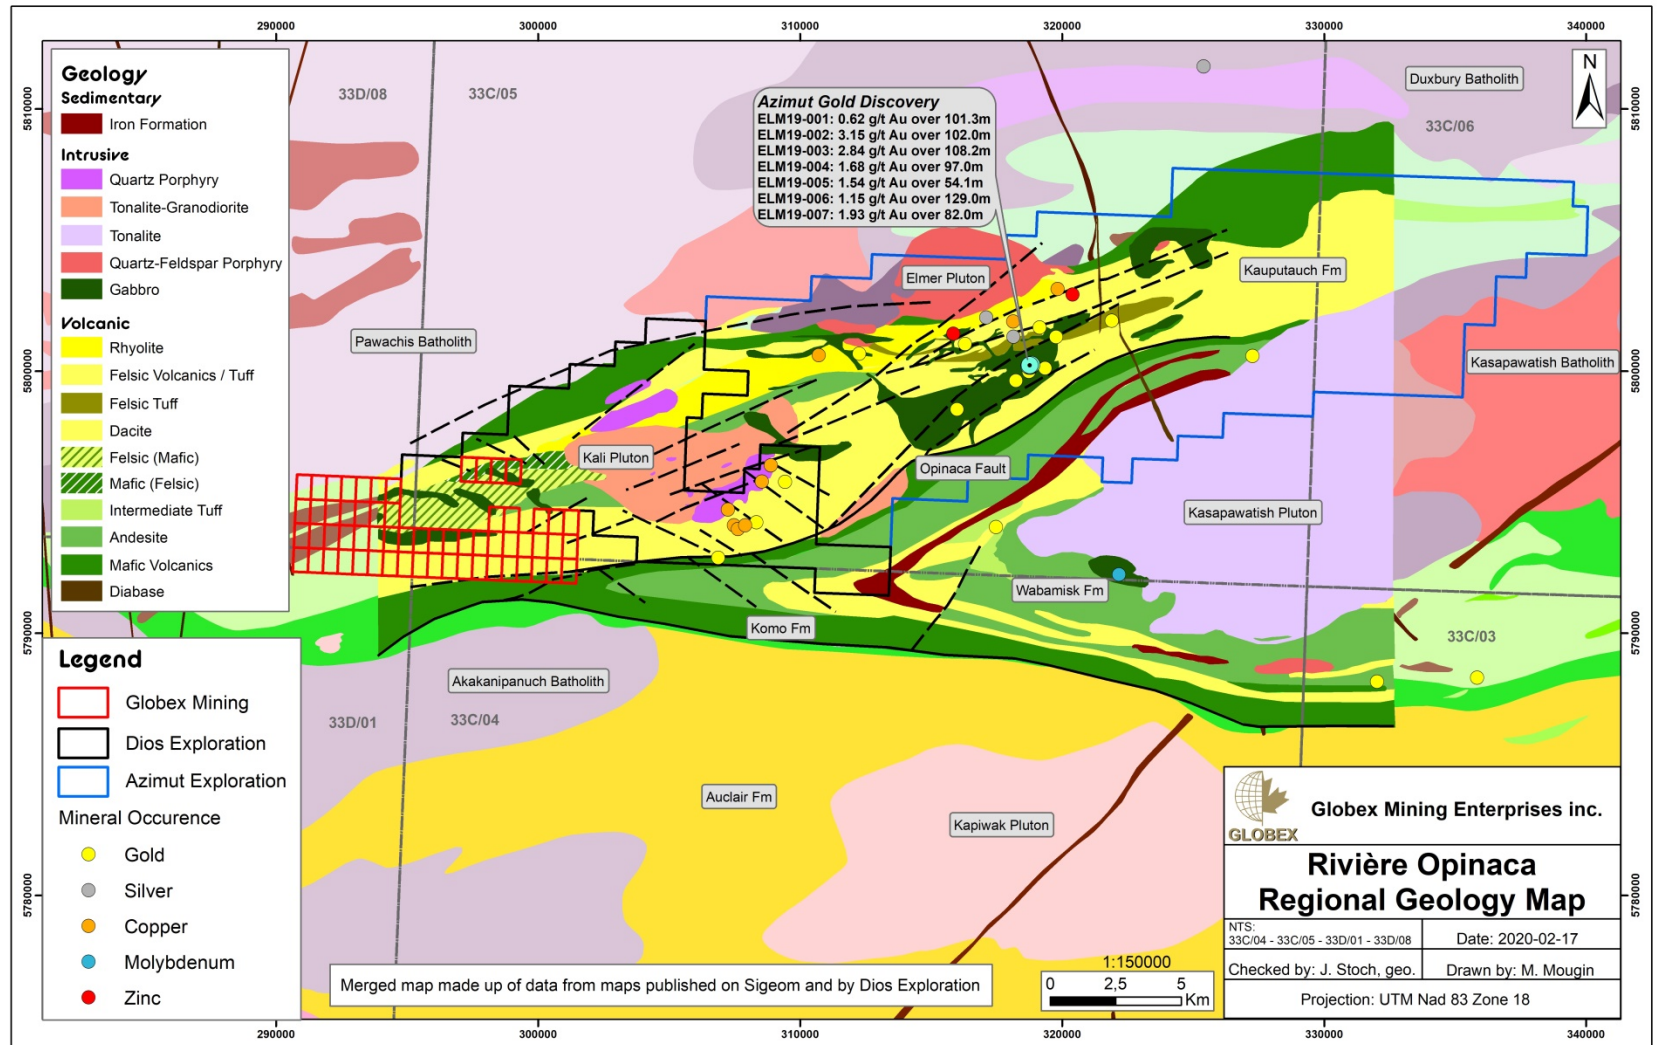 290000
300000
310000
320000
330000
340000
5810000
5800000
5790000
5780000
Geology
Sedimentary
Iron Formation
Intrusive
Quartz Porphyry
Tonalite-Granodiorite
Tonalite
Quartz-Feldspar Porphyry
Gabbro
Volcanic
Rhyolite
Felsic Volcanics / Tuff
Felsic Tuff
Dacite
Felsic (Mafic)
Mafic (Felsic)
Intermediate Tuff
Andesite
Mafic Volcanics
Diabase
Legend
Globex Mining
Dios Exploration
Azimut Exploration
Mineral Occurence
Gold
Silver
Copper
Molybdenum
Zinc
33D/08
33C/05
Azimut Gold Discovery
ELM19-001: 0.62 g/t Au over 101.3m
ELM19-002: 3.15 g/t Au over 102.0m
ELM19-003: 2.84 g/t Au over 108.2m
ELM19-004: 1.68 g/t Au over 97.0m
ELM19-005: 1.54 g/t Au over 54.1m
ELM19-006: 1.15 g/t Au over 129.0m
ELM19-007: 1.93 g/t Au over 82.0m
Duxbury Batholith
33C/06
N
Elmer Pluton
Kauputauch Fm
Pawachis Batholith
Kasapawatish Batholith
Kali Pluton
Opinaca Fault
Kasapawatish Pluton
Wabamisk Fm
Komo Fm
33C/03
Akakanipanuch Batholith
33D/01
33C/04
Auclair Fm
Kapiwak Pluton
Merged map made up of data from maps published on Sigeom and by Dios Exploration
1:150000
0 2,5 5
Km
GLOBEX
Globex Mining Enterprises inc.
Rivière Opinaca
Regional Geology Map
NTS:
33C/04 - 33C/05 - 33D/01 - 33D/08
Date: 2020-02-17
Checked by: J. Stoch, geo.
Drawn by: M. Mougin
Projection: UTM Nad 83 Zone 18
5810000
5800000
5790000
5780000
290000
300000
310000
320000
330000
340000